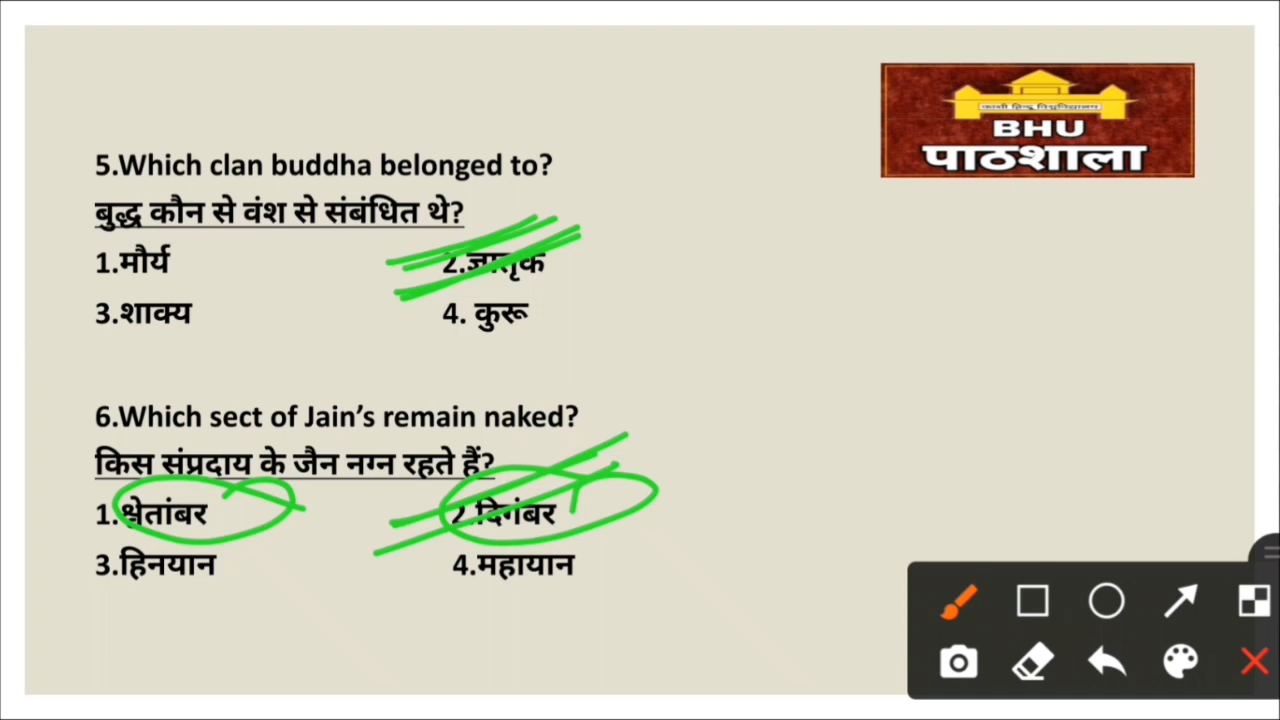 काशी हिन्दू विश्वविद्यालय
BHU
पाठशाला
5.Which clan buddha belonged to?
बुद्ध कौन से वंश से संबंधित थे?
1.मौर्य 2.ज्ञातृक
3.शाक्य 4. कुरू
6.Which sect of Jain's remain naked?
किस संप्रदाय के जैन नग्न रहते हैं?
1.श्वेतांबर 2.दिगंबर
3.हिनयान 4.महायान